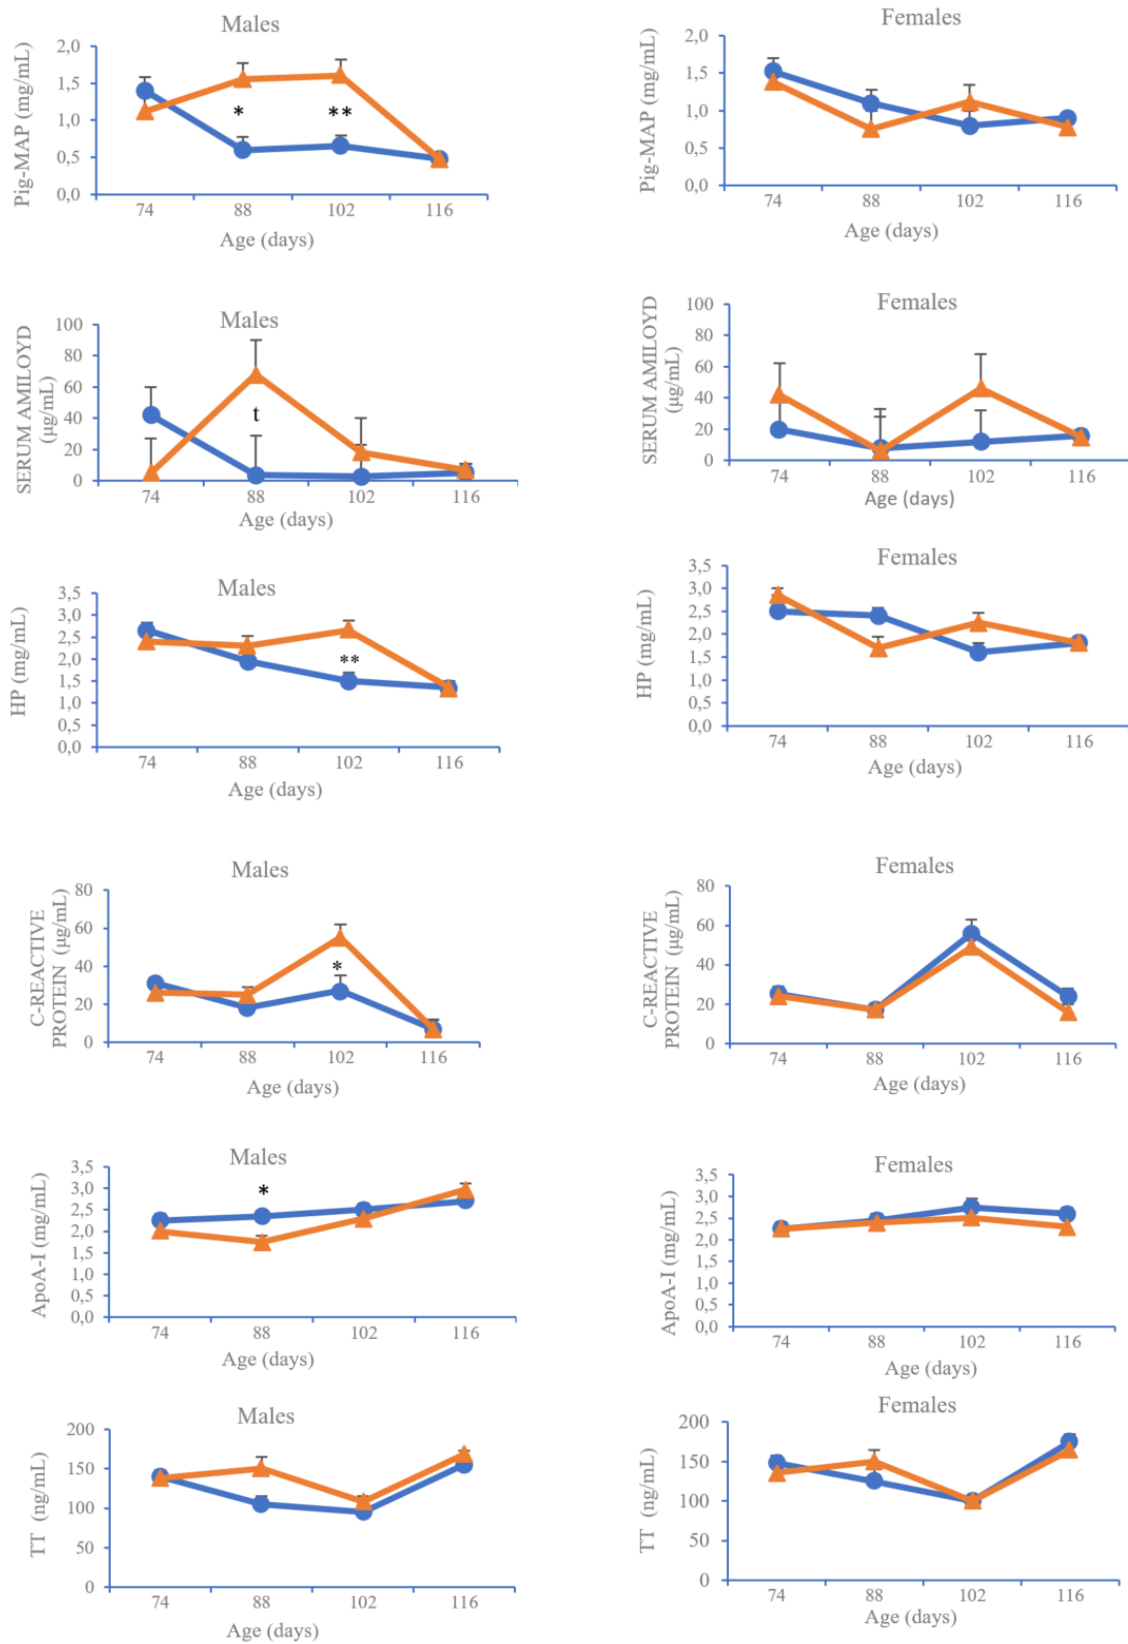 Males
Pig-MAP (mg/mL)
2,0
1,5
1,0
0,5
0,0
*
**
74 88 102 116
Age (days)
Females
Pig-MAP (mg/mL)
2,0
1,5
1,0
0,5
0,0
74 88 102 116
Age (days)
Males
SERUM AMILOYD
(µg/mL)
100
80
60
40
20
0
t
74 88 102 116
Age (days)
Females
SERUM AMILOYD
(µg/mL)
100
80
60
40
20
0
74 88 102 116
Age (days)
Males
HP (mg/mL)
3,5
3,0
2,5
2,0
1,5
1,0
0,5
0,0
**
74 88 102 116
Age (days)
Females
HP (mg/mL)
3,5
3,0
2,5
2,0
1,5
1,0
0,5
0,0
74 88 102 116
Age (days)
Males
C-REACTIVE
PROTEIN (µg/mL)
80
60
40
20
0
*
74 88 102 116
Age (days)
Females
C-REACTIVE
PROTEIN (µg/mL)
80
60
40
20
0
74 88 102 116
Age (days)
Males
ApoA-I (mg/mL)
3,5
3,0
2,5
2,0
1,5
1,0
0,5
0,0
*
74 88 102 116
Age (days)
Females
ApoA-I (mg/mL)
3,5
3,0
2,5
2,0
1,5
1,0
0,5
0,0
74 88 102 116
Age (days)
Males
TT (ng/mL)
200
150
100
50
0
74 88 102 116
Age (days)
Females
TT (ng/mL)
200
150
100
50
0
74 88 102 116
Age (days)